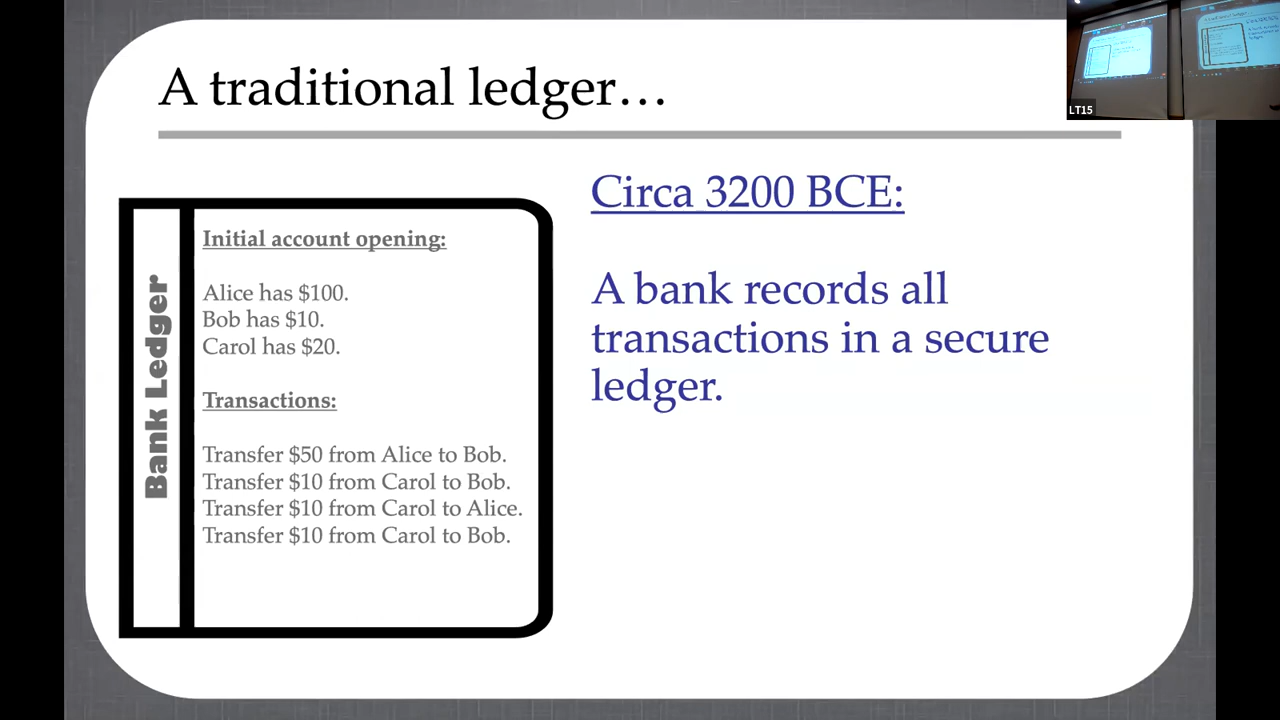 A traditional ledger…
LT15
Circa 3200 BCE:
A bank records all
transactions in a secure
ledger.
Bank Ledger
Initial account opening:
Alice has $100.
Bob has $10.
Carol has $20.
Transactions:
Transfer $50 from Alice to Bob.
Transfer $10 from Carol to Bob.
Transfer $10 from Carol to Alice.
Transfer $10 from Carol to Bob.